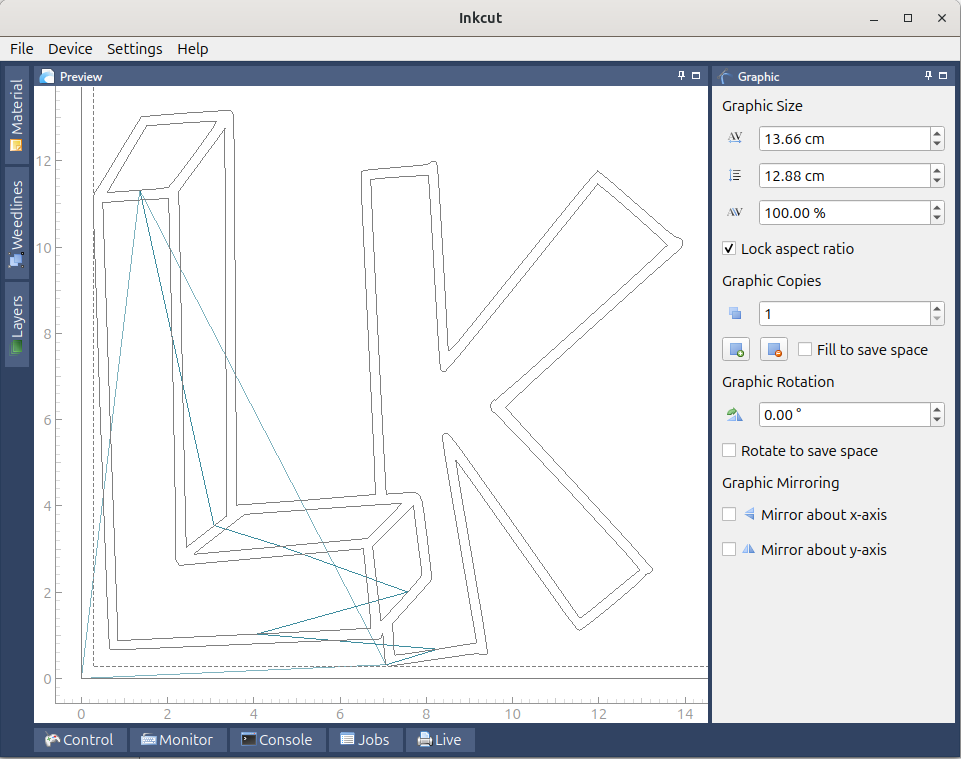 Inkcut
File Device Settings Help
Material
Weedlines
Layers
Preview
12
10
8
6
4
2
0
0 2 4 6 8 10 12 14
Graphic
Graphic Size
13.66 cm
12.88 cm
100.00 %
Lock aspect ratio
Graphic Copies
1
Fill to save space
Graphic Rotation
0.00 °
Rotate to save space
Graphic Mirroring
Mirror about x-axis
Mirror about y-axis
Control Monitor Console Jobs Live